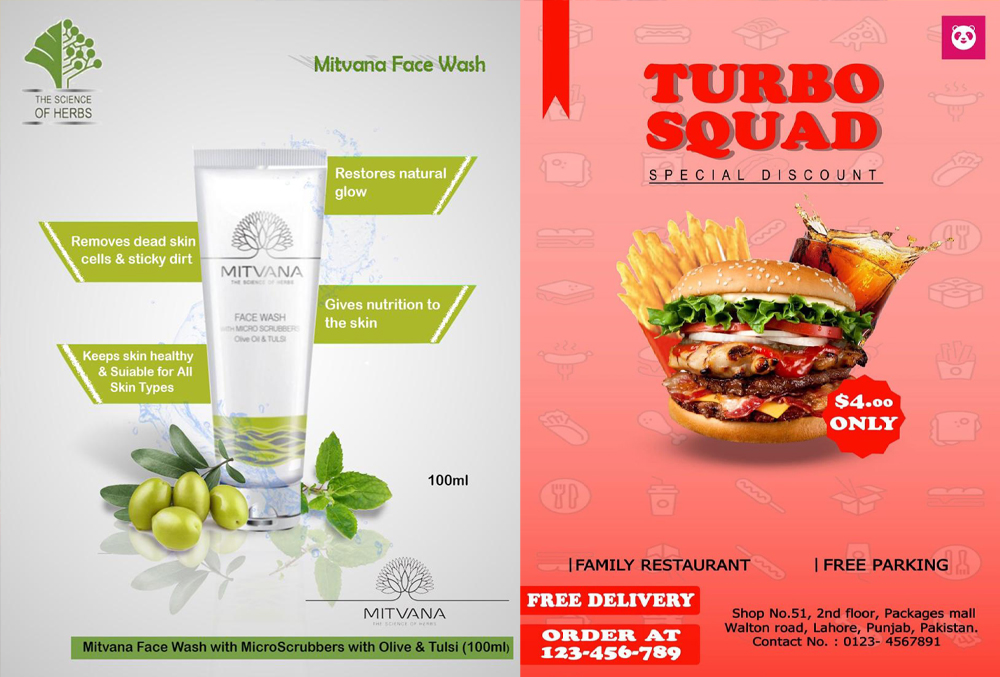 THE SCIENCE
OF HERBS
Mitvana Face Wash
Restores natural
glow
Removes dead skin
cells & sticky dirt
MITVANA
THE SCIENCE OF HERBS
Gives nutrition to
the skin
FACE WASH
WITH MICRO SCRUBBERS
Olive Oil & TULSI
Keeps skin healthy
& Suiable for All
Skin Types
100ml
MITVANA
THE SCIENCE OF HERBS
Mitvana Face Wash with MicroScrubbers with Olive & Tulsi (100ml)
TURBO
SQUAD
SPECIAL DISCOUNT
$4.00
ONLY
|FAMILY RESTAURANT
|FREE PARKING
FREE DELIVERY
ORDER AT
123-456-789
Shop No.51, 2nd floor, Packages mall
Walton road, Lahore, Punjab, Pakistan.
Contact No. : 0123- 4567891